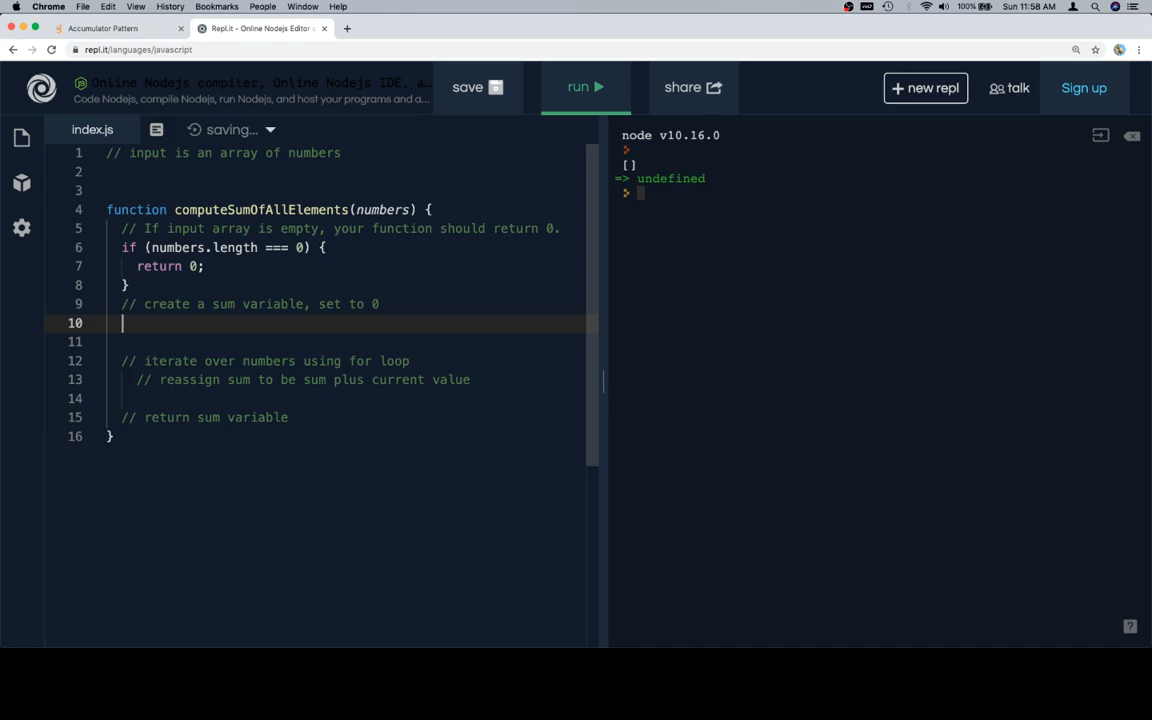 Chrome File Edit View History Bookmarks People Window Help 100% Sun 11:58 AM
Accumulator Pattern
Repl.it - Online Nodejs Editor a
repl.it/languages/javascript
Online Nodejs compiler, Online Nodejs IDE, a...
Code Nodejs, compile Nodejs, run Nodejs, and host your programs and a...
save
run
share
+ new repl
talk
Sign up
index.js
saving...
1 // input is an array of numbers
2
3
4 function computeSumOfAllElements(numbers) {
5 // If input array is empty, your function should return 0.
6 if (numbers.length === 0) {
7 return 0;
8 }
9 // create a sum variable, set to 0
10
11
12 // iterate over numbers using for loop
13 // reassign sum to be sum plus current value
14
15 // return sum variable
16 }
node v10.16.0
[]
=> undefined
?